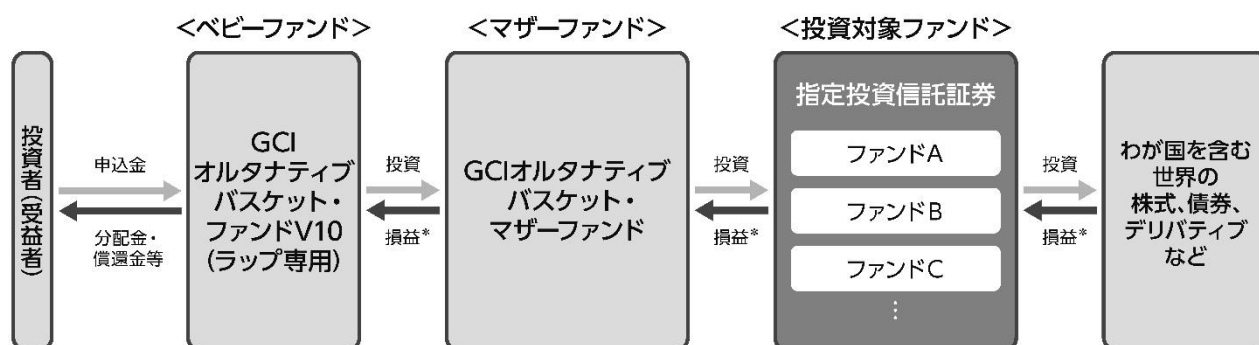 ＜ベビーファンド＞
＜マザーファンド＞
＜投資対象ファンド＞
投資者(受益者)
申込金
分配金・
償還金等
GCI
オルタナティブ
バスケット・
ファンドV10
(ラップ専用)
投資
損益*
GCIオルタナティブ
バスケット・
マザーファンド
投資
損益*
指定投資信託証券
ファンドA
ファンドB
ファンドC
⋮
投資
損益*
わが国を含む
世界の
株式、債券、
デリバティブ
など